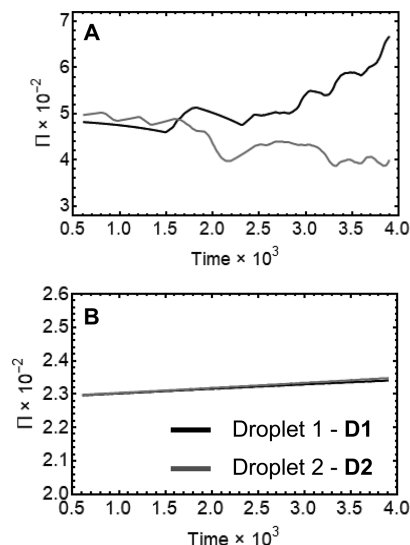 A
7
6
5
4
3
Π × 10⁻²
0.5 1.0 1.5 2.0 2.5 3.0 3.5 4.0
Time × 10³
B
2.6
2.5
2.4
2.3
2.2
2.1
2.0
Π × 10⁻²
Droplet 1 - D1
Droplet 2 - D2
0.5 1.0 1.5 2.0 2.5 3.0 3.5 4.0
Time × 10³